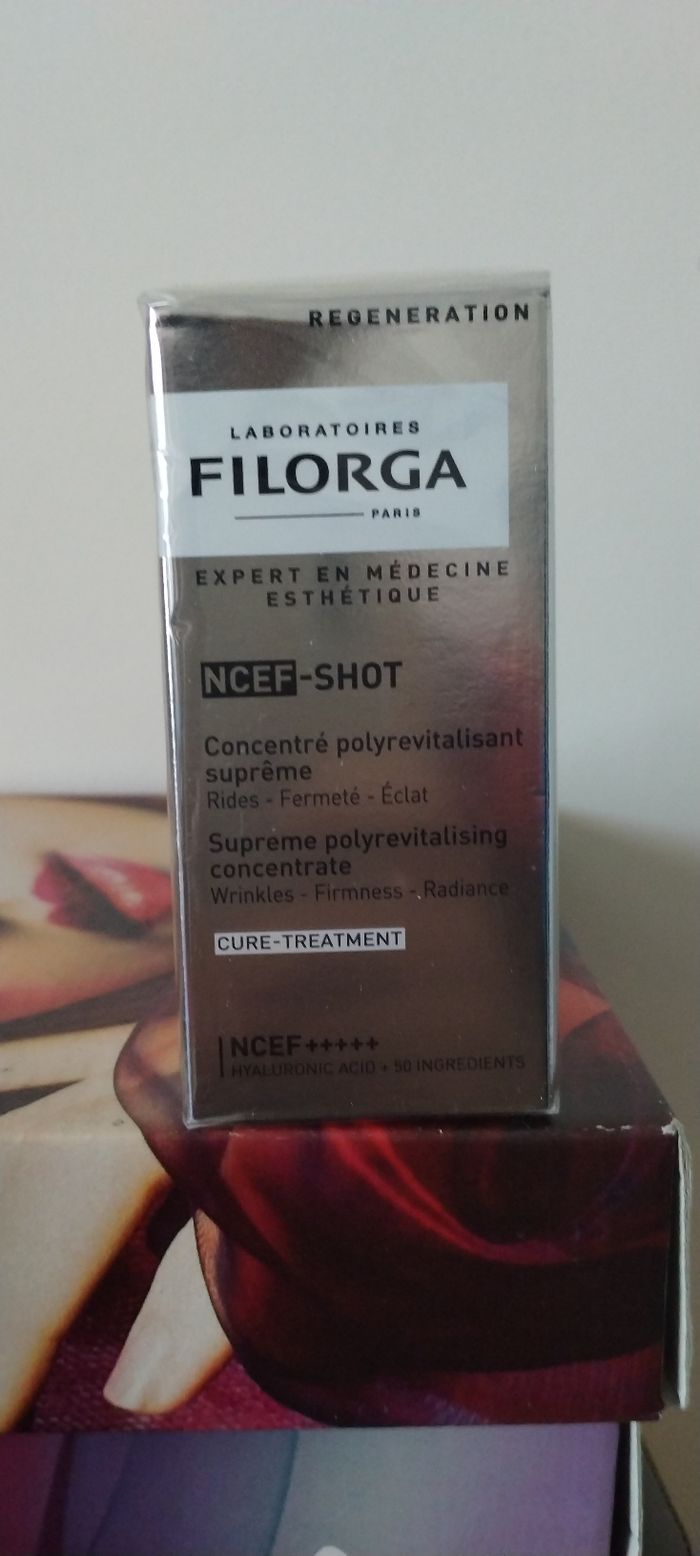 REGENERATION
LABORATOIRES
FILORGA
PARIS
EXPERT EN MÉDECINE
ESTHÉTIQUE
NCEF-SHOT
Concentré polyrevitalisant
suprême
Rides - Fermeté - Éclat
Supreme polyrevitalising
concentrate
Wrinkles - Firmness - Radiance
CURE-TREATMENT
NCEF+++++
HYALURONIC ACID + 50 INGREDIENTS